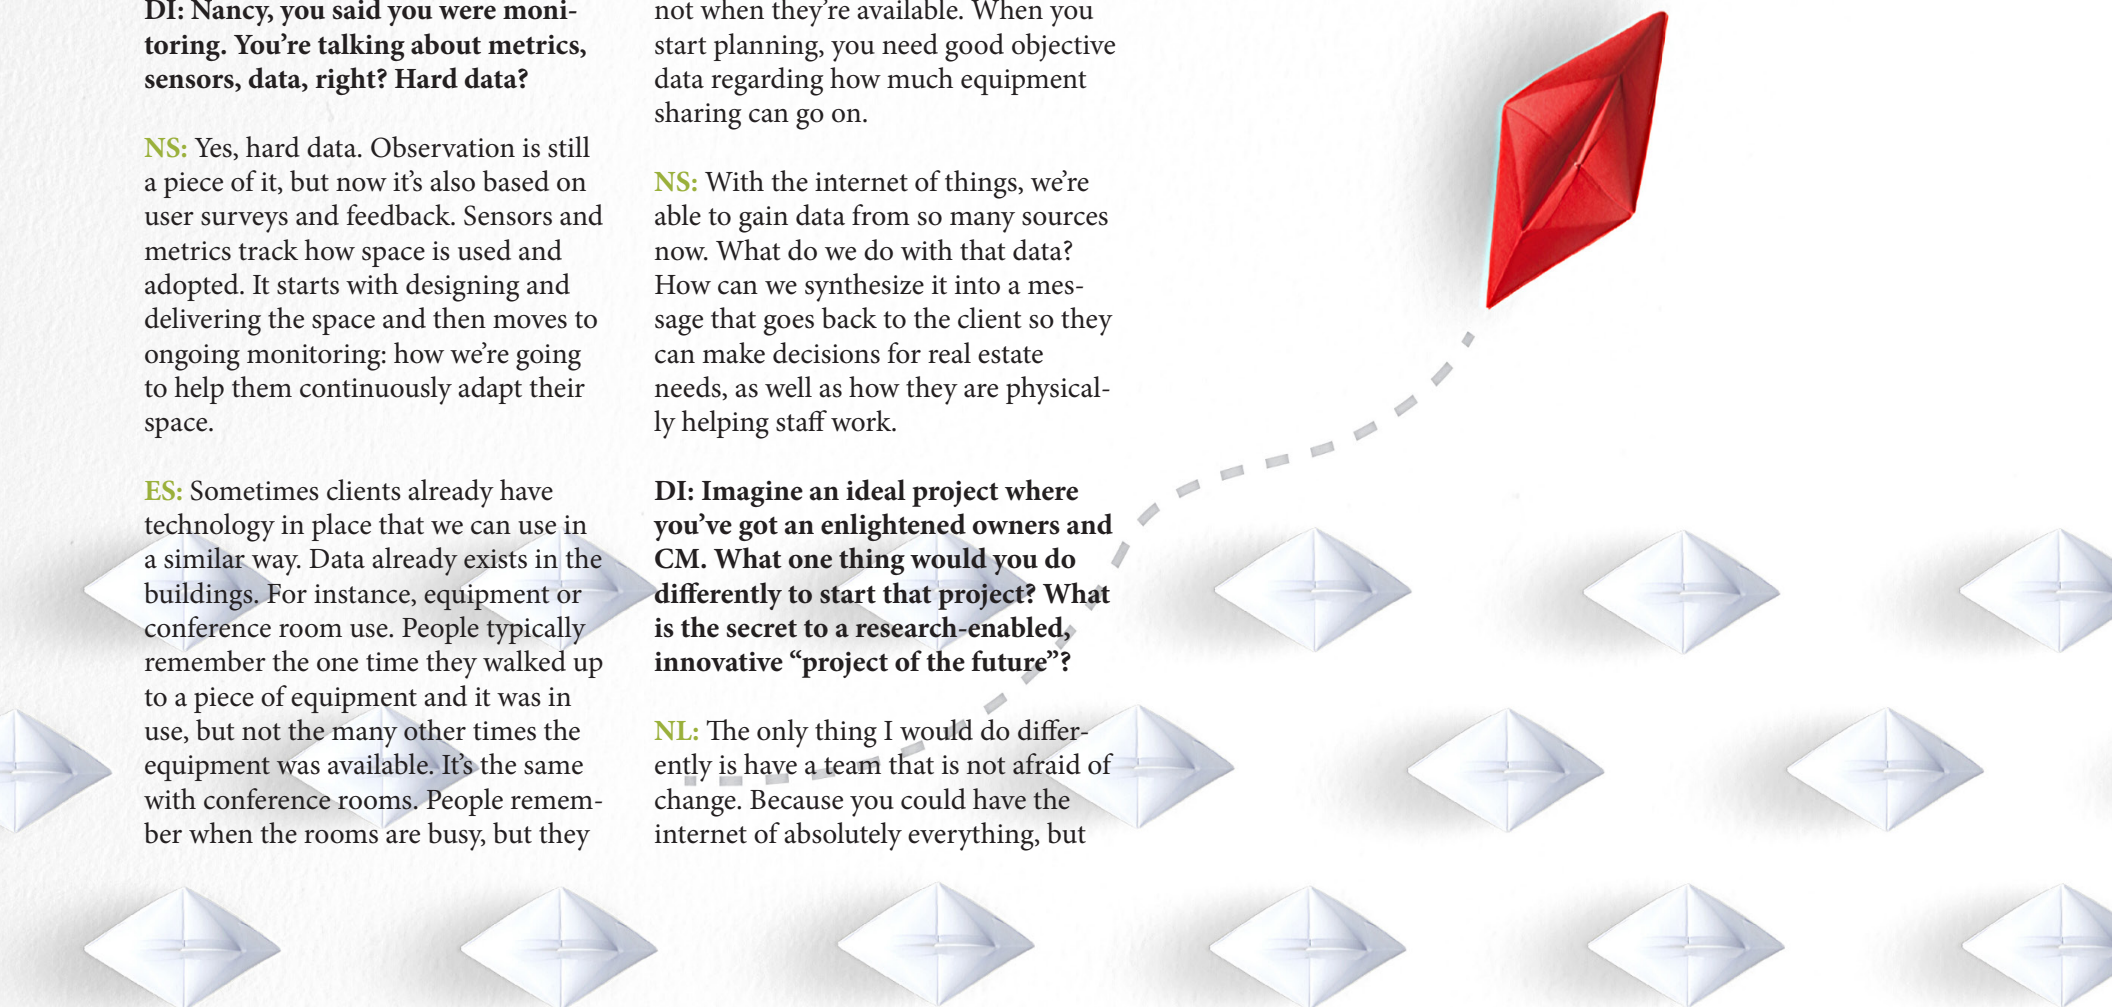 DI: Nancy, you said you were moni-
toring. You're talking about metrics,
sensors, data, right? Hard data?
NS: Yes, hard data. Observation is still
a piece of it, but now it's also based on
user surveys and feedback. Sensors and
metrics track how space is used and
adopted. It starts with designing and
delivering the space and then moves to
ongoing monitoring: how we're going
to help them continuously adapt their
space.
ES: Sometimes clients already have
technology in place that we can use in
a similar way. Data already exists in the
buildings. For instance, equipment or
conference room use. People typically
remember the one time they walked up
to a piece of equipment and it was in
use, but not the many other times the
equipment was available. It's the same
with conference rooms. People remem-
ber when the rooms are busy, but they
not when they're available. When you
start planning, you need good objective
data regarding how much equipment
sharing can go on.
NS: With the internet of things, we're
able to gain data from so many sources
now. What do we do with that data?
How can we synthesize it into a mes-
sage that goes back to the client so they
can make decisions for real estate
needs, as well as how they are physical-
ly helping staff work.
DI: Imagine an ideal project where
you've got an enlightened owners and
CM. What one thing would you do
differently to start that project? What
is the secret to a research-enabled,
innovative “project of the future”?
NL: The only thing I would do differ-
ently is have a team that is not afraid of
change. Because you could have the
internet of absolutely everything, but